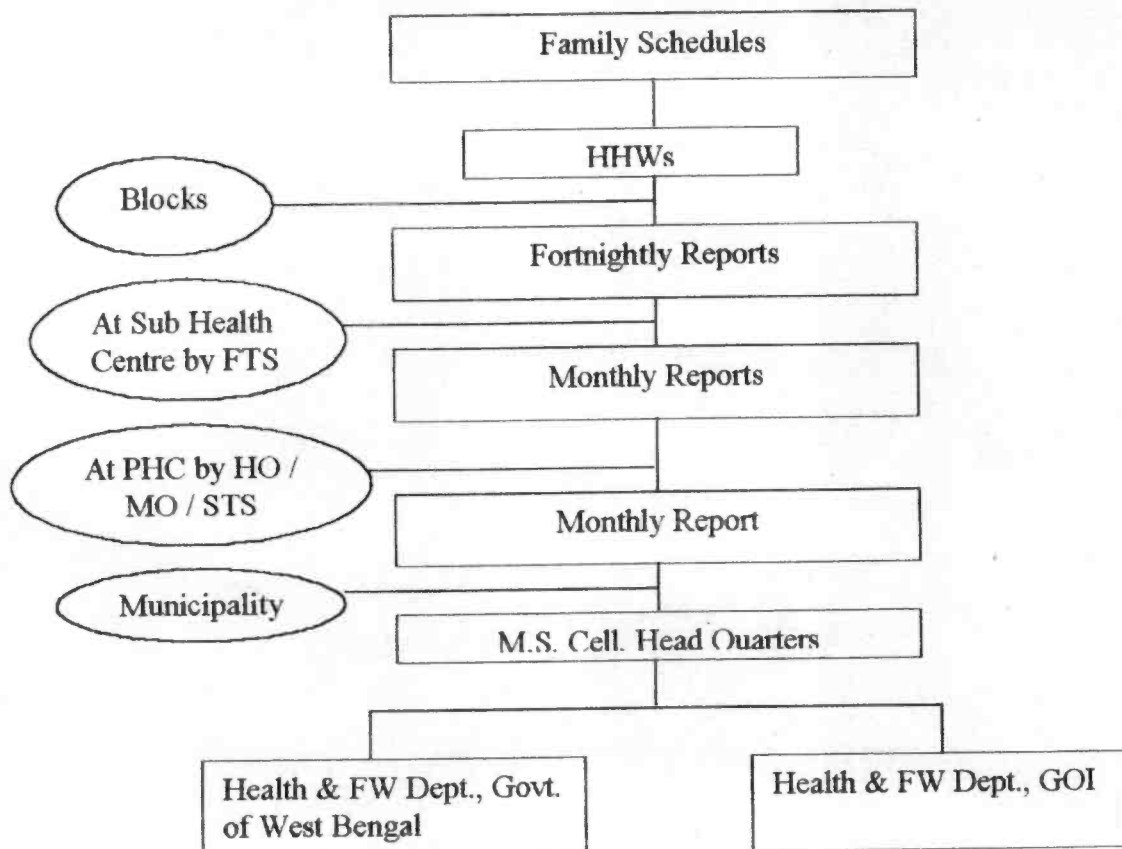 Family Schedules
HHWs
Blocks
Fortnightly Reports
At Sub Health
Centre by FTS
Monthly Reports
At PHC by HO /
MO / STS
Monthly Report
Municipality
M.S. Cell. Head Quarters
Health & FW Dept., Govt.
of West Bengal
Health & FW Dept., GOI